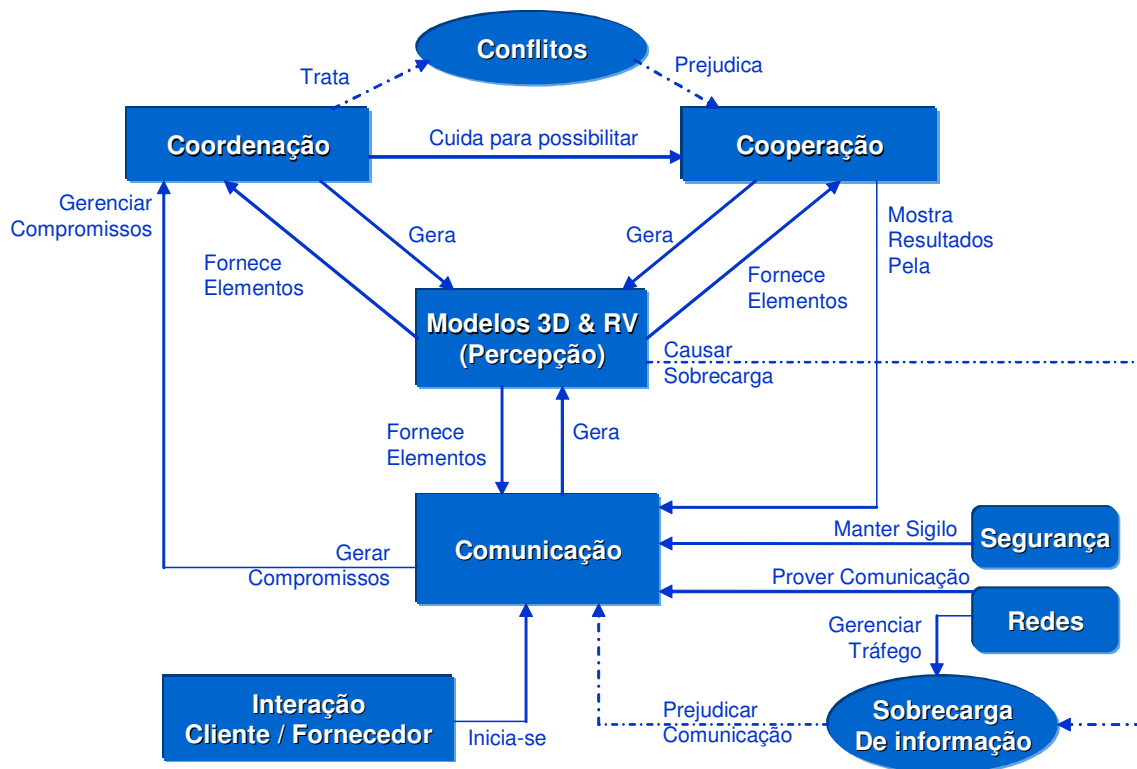 Conflitos
Trata
Prejudica
Coordenação
Cuida para possibilitar
Cooperação
Gerenciar
Compromissos
Gera
Gera
Mostra
Resultados
Pela
Fornece
Elementos
Fornece
Elementos
Modelos 3D & RV
(Percepção)
Causar
Sobrecarga
Fornece
Elementos
Gera
Comunicação
Manter Sigilo
Segurança
Gerar
Compromissos
Prover Comunicação
Redes
Gerenciar
Tráfego
Interação
Cliente / Fornecedor
Inicia-se
Prejudicar
Comunicação
Sobrecarga
De informação